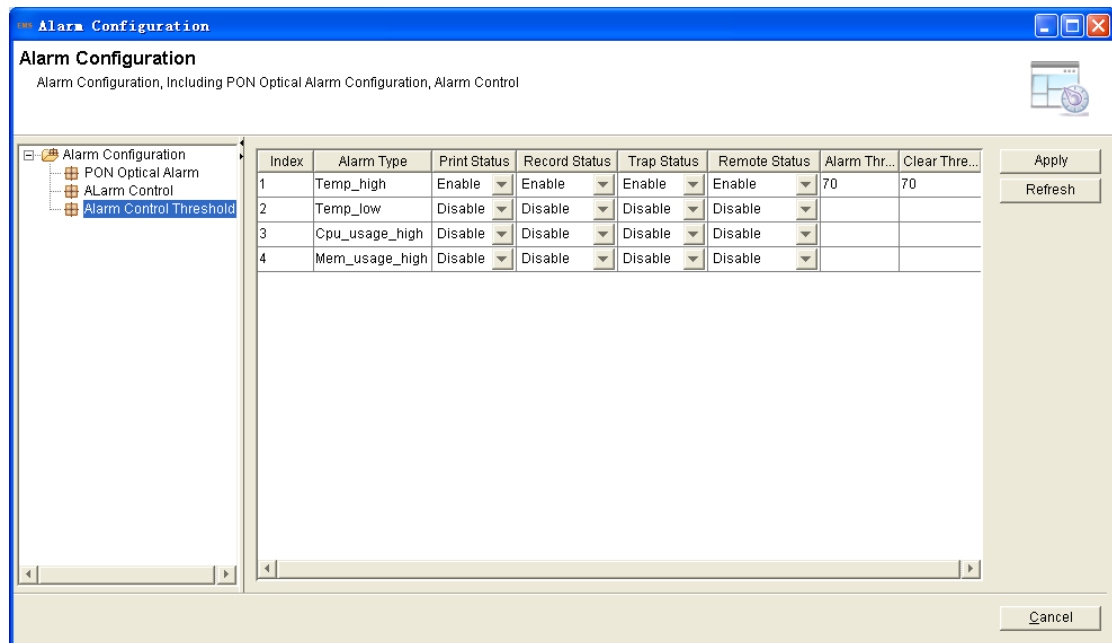 EMS Alarm Configuration
Alarm Configuration
Alarm Configuration, Including PON Optical Alarm Configuration, Alarm Control
Alarm Configuration
PON Optical Alarm
ALarm Control
Alarm Control Threshold
Index Alarm Type Print Status Record Status Trap Status Remote Status Alarm Thr... Clear Thre...
1 Temp_high Enable Enable Enable Enable 70 70
2 Temp_low Disable Disable Disable Disable
3 Cpu_usage_high Disable Disable Disable Disable
4 Mem_usage_high Disable Disable Disable Disable
Apply
Refresh
Cancel